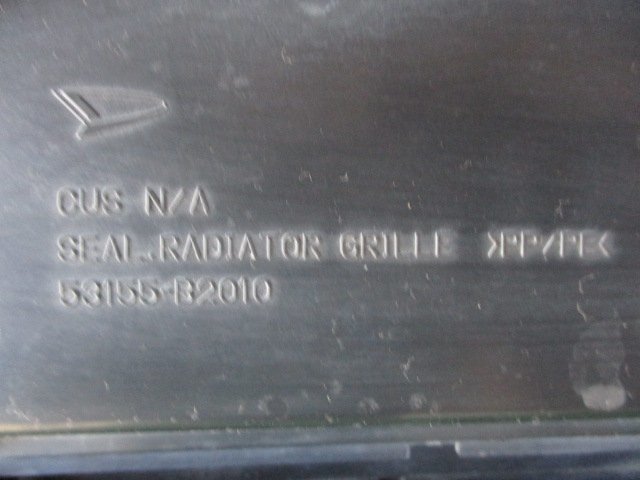 CUS N/A
SEAL,RADIATOR GRILLE >PP/PE<
53155-B2010